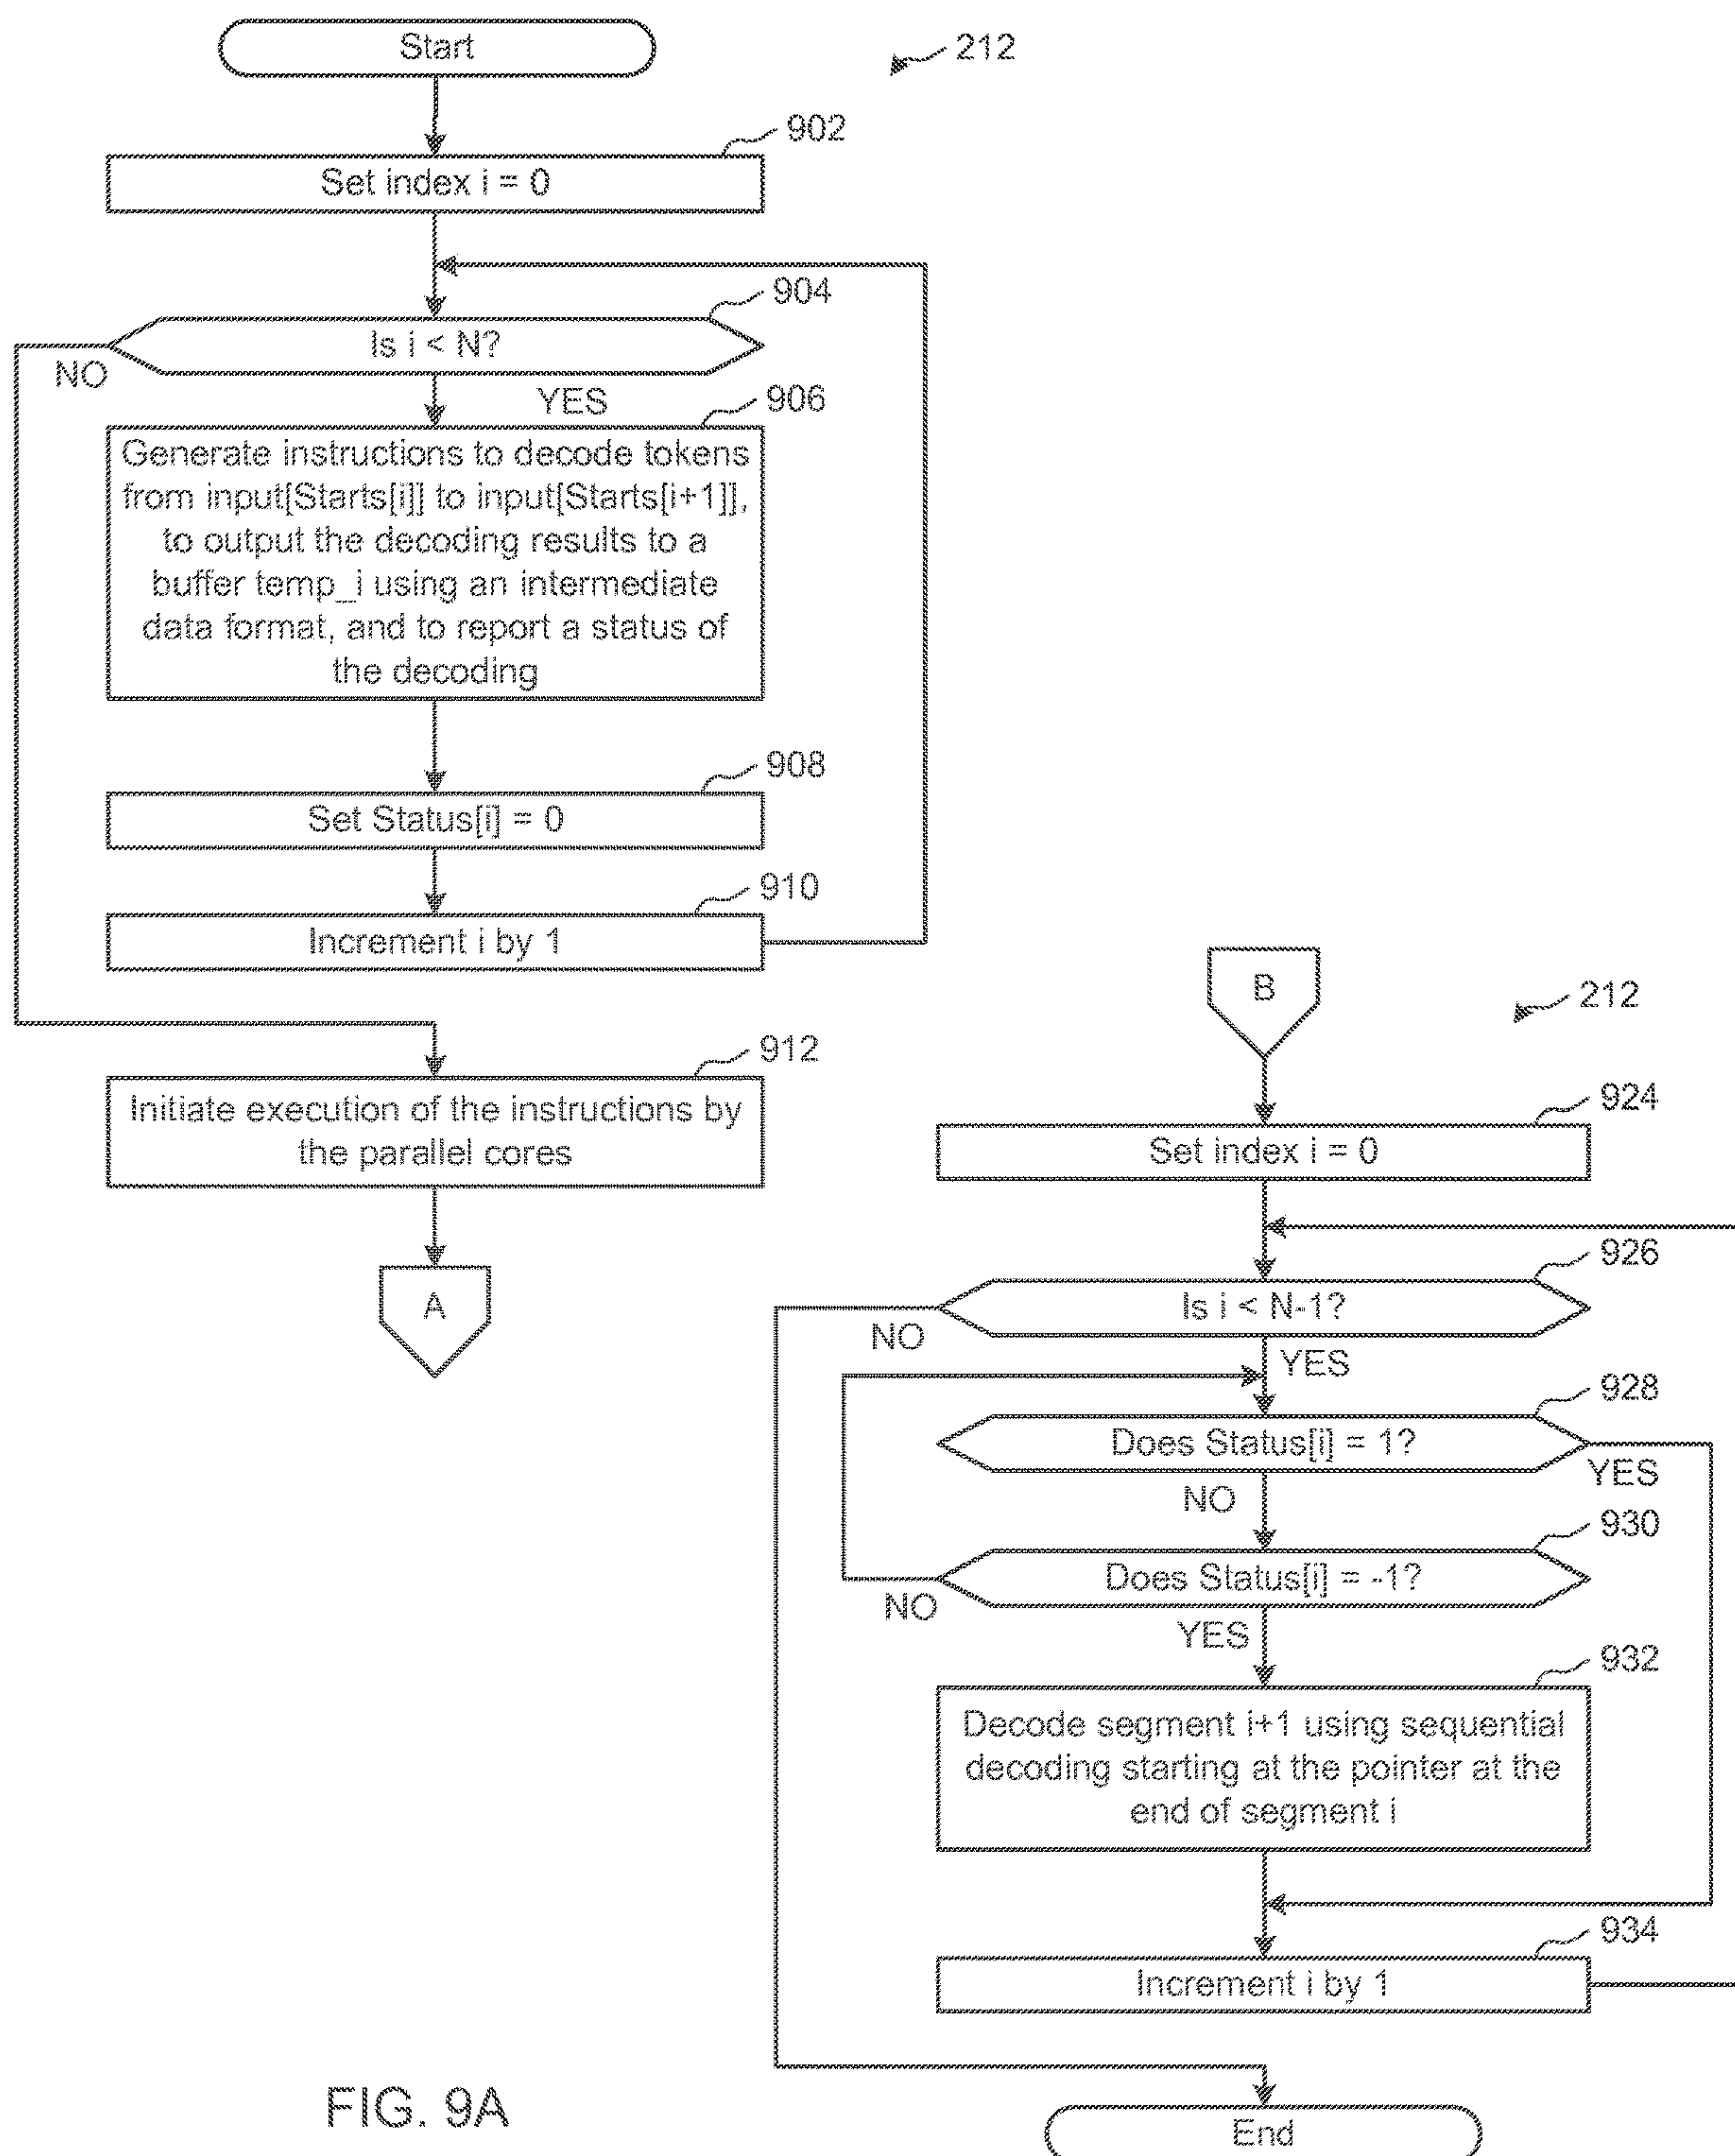 Start
212
902
Set index i = 0
904
Is i < N?
NO
YES
906
Generate instructions to decode tokens
from input[Starts[i]] to input[Starts[i+1]],
to output the decoding results to a
buffer temp_i using an intermediate
data format, and to report a status of
the decoding
908
Set Status[i] = 0
910
Increment i by 1
912
Initiate execution of the instructions by
the parallel cores
A
FIG. 9A
B
212
924
Set index i = 0
926
Is i < N-1?
NO
YES
928
Does Status[i] = 1?
YES
NO
930
Does Status[i] = -1?
NO
YES
932
Decode segment i+1 using sequential
decoding starting at the pointer at the
end of segment i
934
Increment i by 1
End